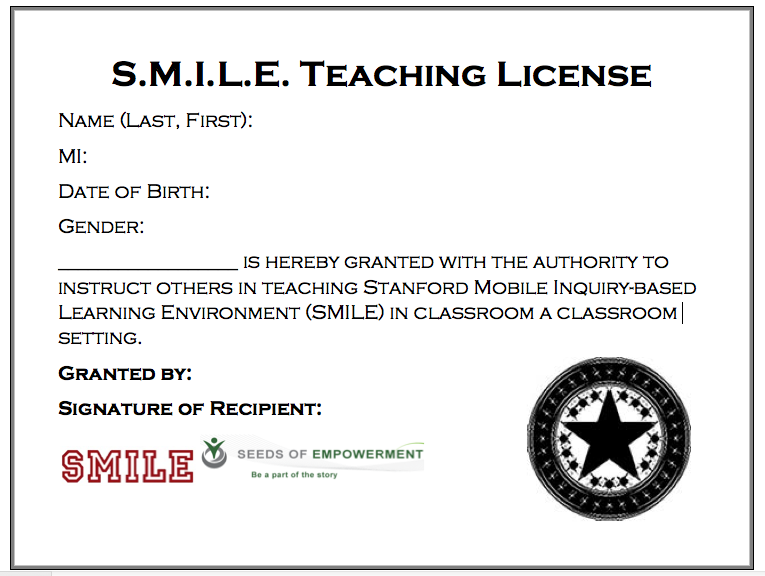 S.M.I.L.E. Teaching License
Name (Last, First):
MI:
Date of Birth:
Gender:
__________________ is hereby granted with the authority to
instruct others in teaching Stanford Mobile Inquiry-based
Learning Environment (SMILE) in classroom a classroom
setting.
Granted by:
Signature of Recipient:
SMILE
SEEDS OF EMPOWERMENT
Be a part of the story